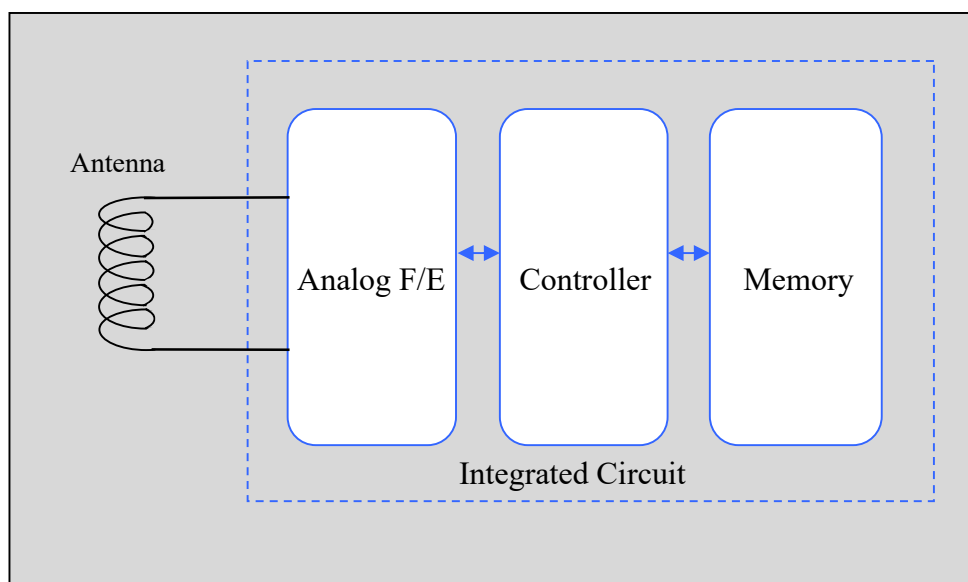 Antenna
Analog F/E
Controller
Memory
Integrated Circuit